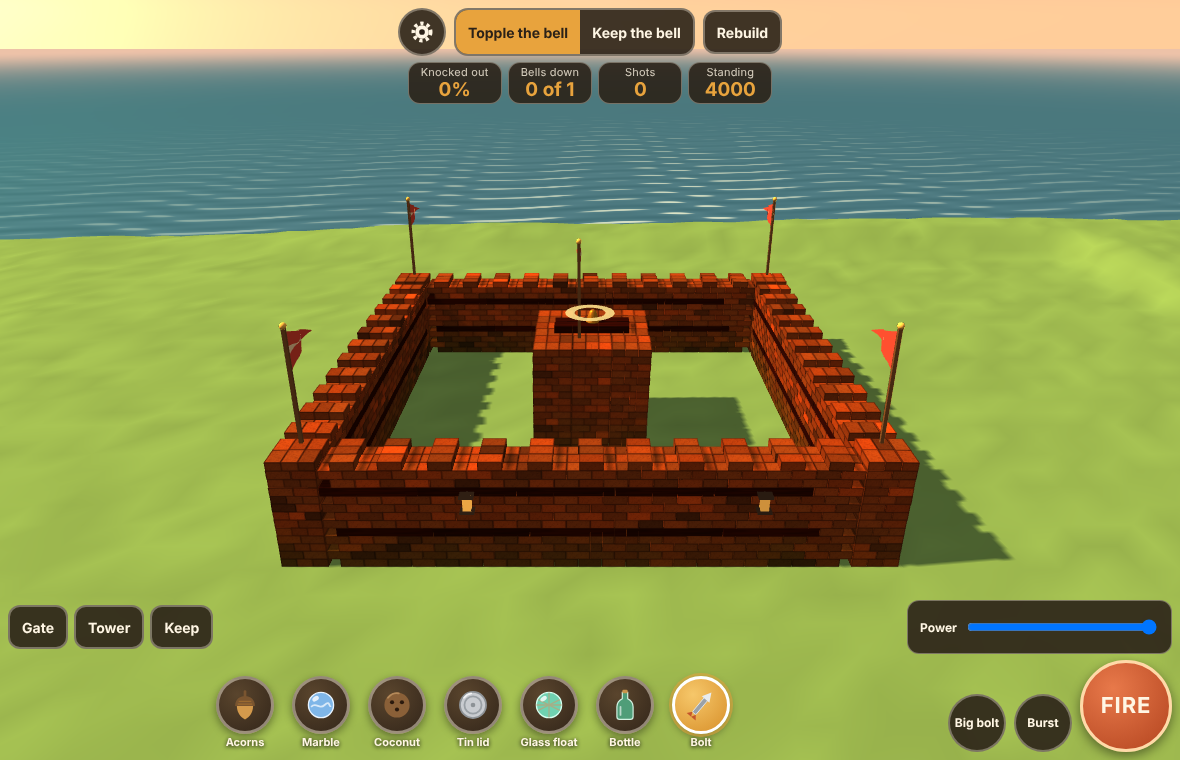 Topple the bell
Keep the bell
Rebuild
Knocked out
0%
Bells down
0 of 1
Shots
0
Standing
4000
Gate
Tower
Keep
Power
Acorns
Marble
Coconut
Tin lid
Glass float
Bottle
Bolt
Big bolt
Burst
FIRE